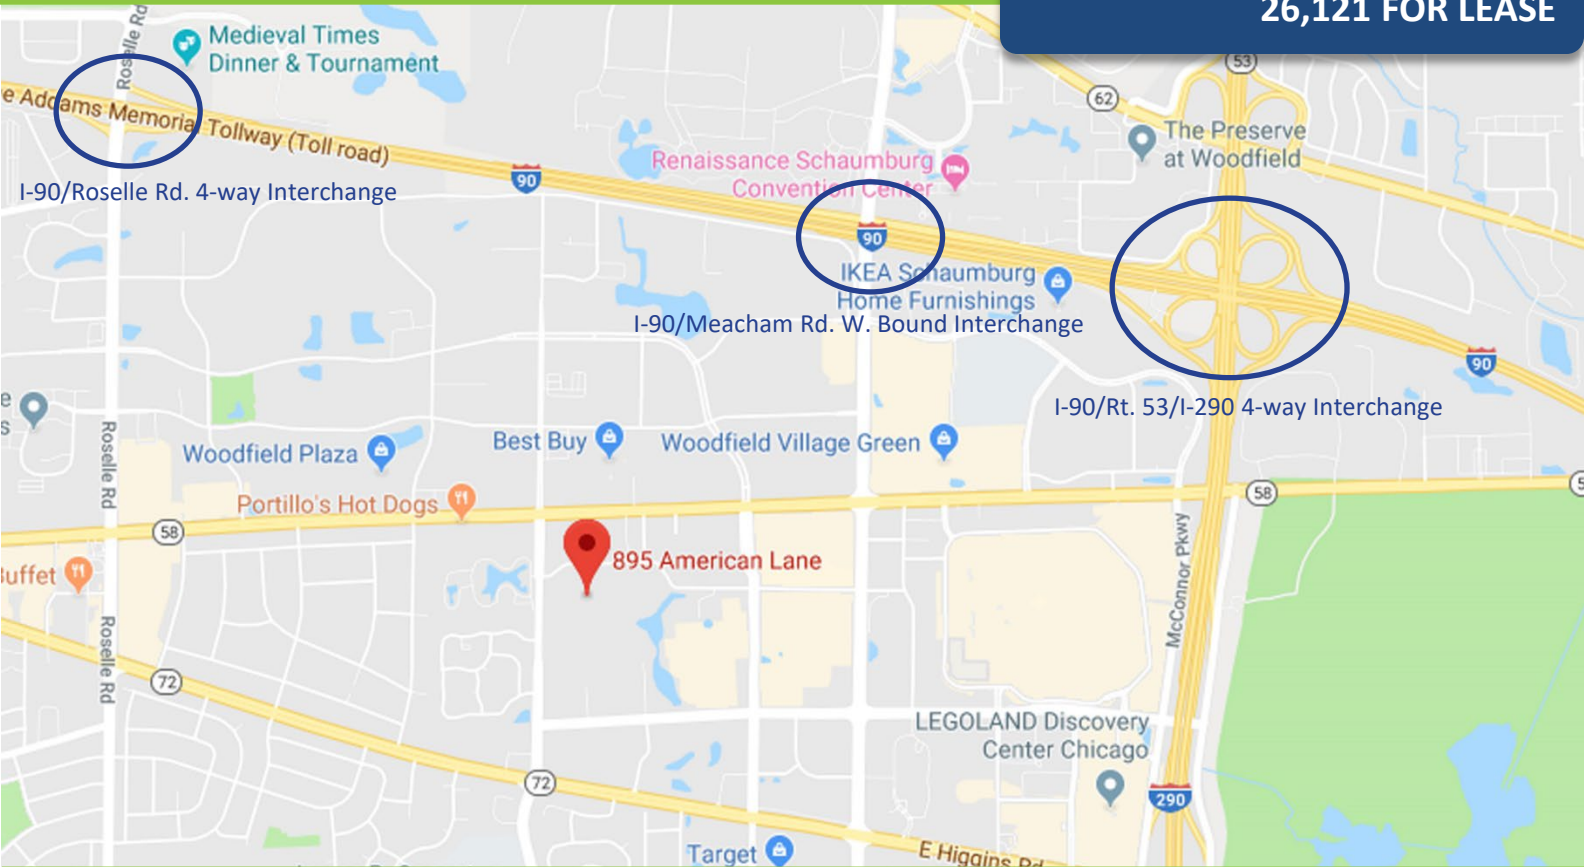 26,121 FOR LEASE
Roselle Rd
Medieval Times
Dinner & Tournament
53
62
e Addams Memorial Tollway (Toll road)
The Preserve
at Woodfield
Renaissance Schaumburg
Convention Center
90
I-90/Roselle Rd. 4-way Interchange
90
IKEA Schaumburg
Home Furnishings
I-90/Meacham Rd. W. Bound Interchange
90
I-90/Rt. 53/I-290 4-way Interchange
e
s
Roselle Rd
Woodfield Plaza
Best Buy
Woodfield Village Green
Portillo's Hot Dogs
58
58
5
McConnor Pkwy
895 American Lane
uffet
Roselle Rd
72
LEGOLAND Discovery
Center Chicago
72
290
Target
E Higgins Rd